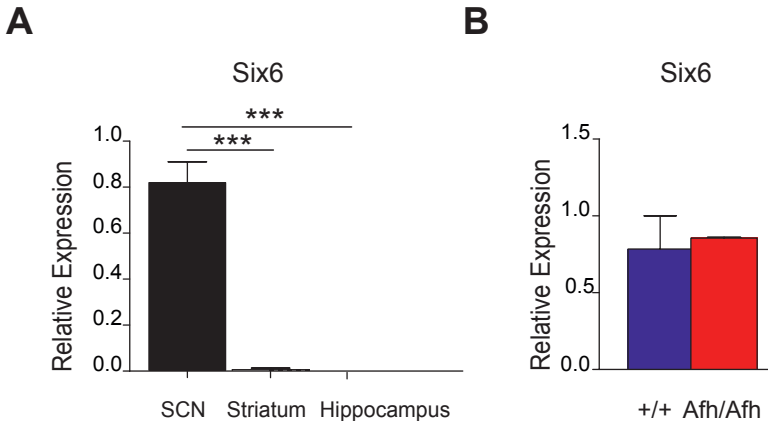 A
Six6
***
***
Relative Expression
1.0
0.8
0.6
0.4
0.2
0.0
SCN Striatum Hippocampus
B
Six6
Relative Expression
1.5
1.0
0.5
0.0
+/+ Afh/Afh